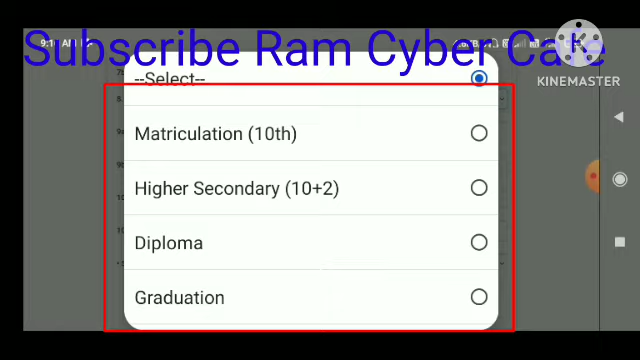 Subscribe Ram Cyber Cafe
KINEMASTER
--Select--
Matriculation (10th)
Higher Secondary (10+2)
Diploma
Graduation